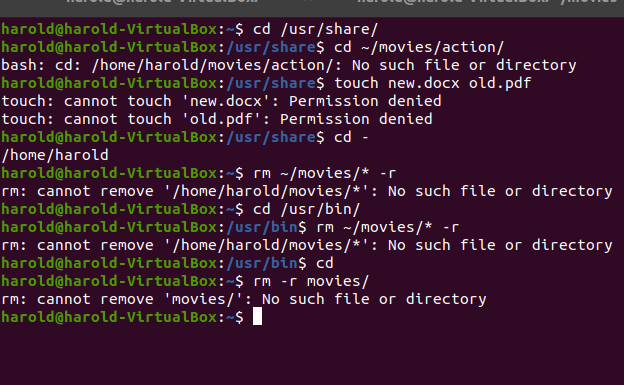 harold@harold-VirtualBox:~$ cd /usr/share/
harold@harold-VirtualBox:/usr/share$ cd ~/movies/action/
bash: cd: /home/harold/movies/action/: No such file or directory
harold@harold-VirtualBox:/usr/share$ touch new.docx old.pdf
touch: cannot touch 'new.docx': Permission denied
touch: cannot touch 'old.pdf': Permission denied
harold@harold-VirtualBox:/usr/share$ cd -
/home/harold
harold@harold-VirtualBox:~$ rm ~/movies/* -r
rm: cannot remove '/home/harold/movies/*': No such file or directory
harold@harold-VirtualBox:~$ cd /usr/bin/
harold@harold-VirtualBox:/usr/bin$ rm ~/movies/* -r
rm: cannot remove '/home/harold/movies/*': No such file or directory
harold@harold-VirtualBox:/usr/bin$ cd
harold@harold-VirtualBox:~$ rm -r movies/
rm: cannot remove 'movies/': No such file or directory
harold@harold-VirtualBox:~$